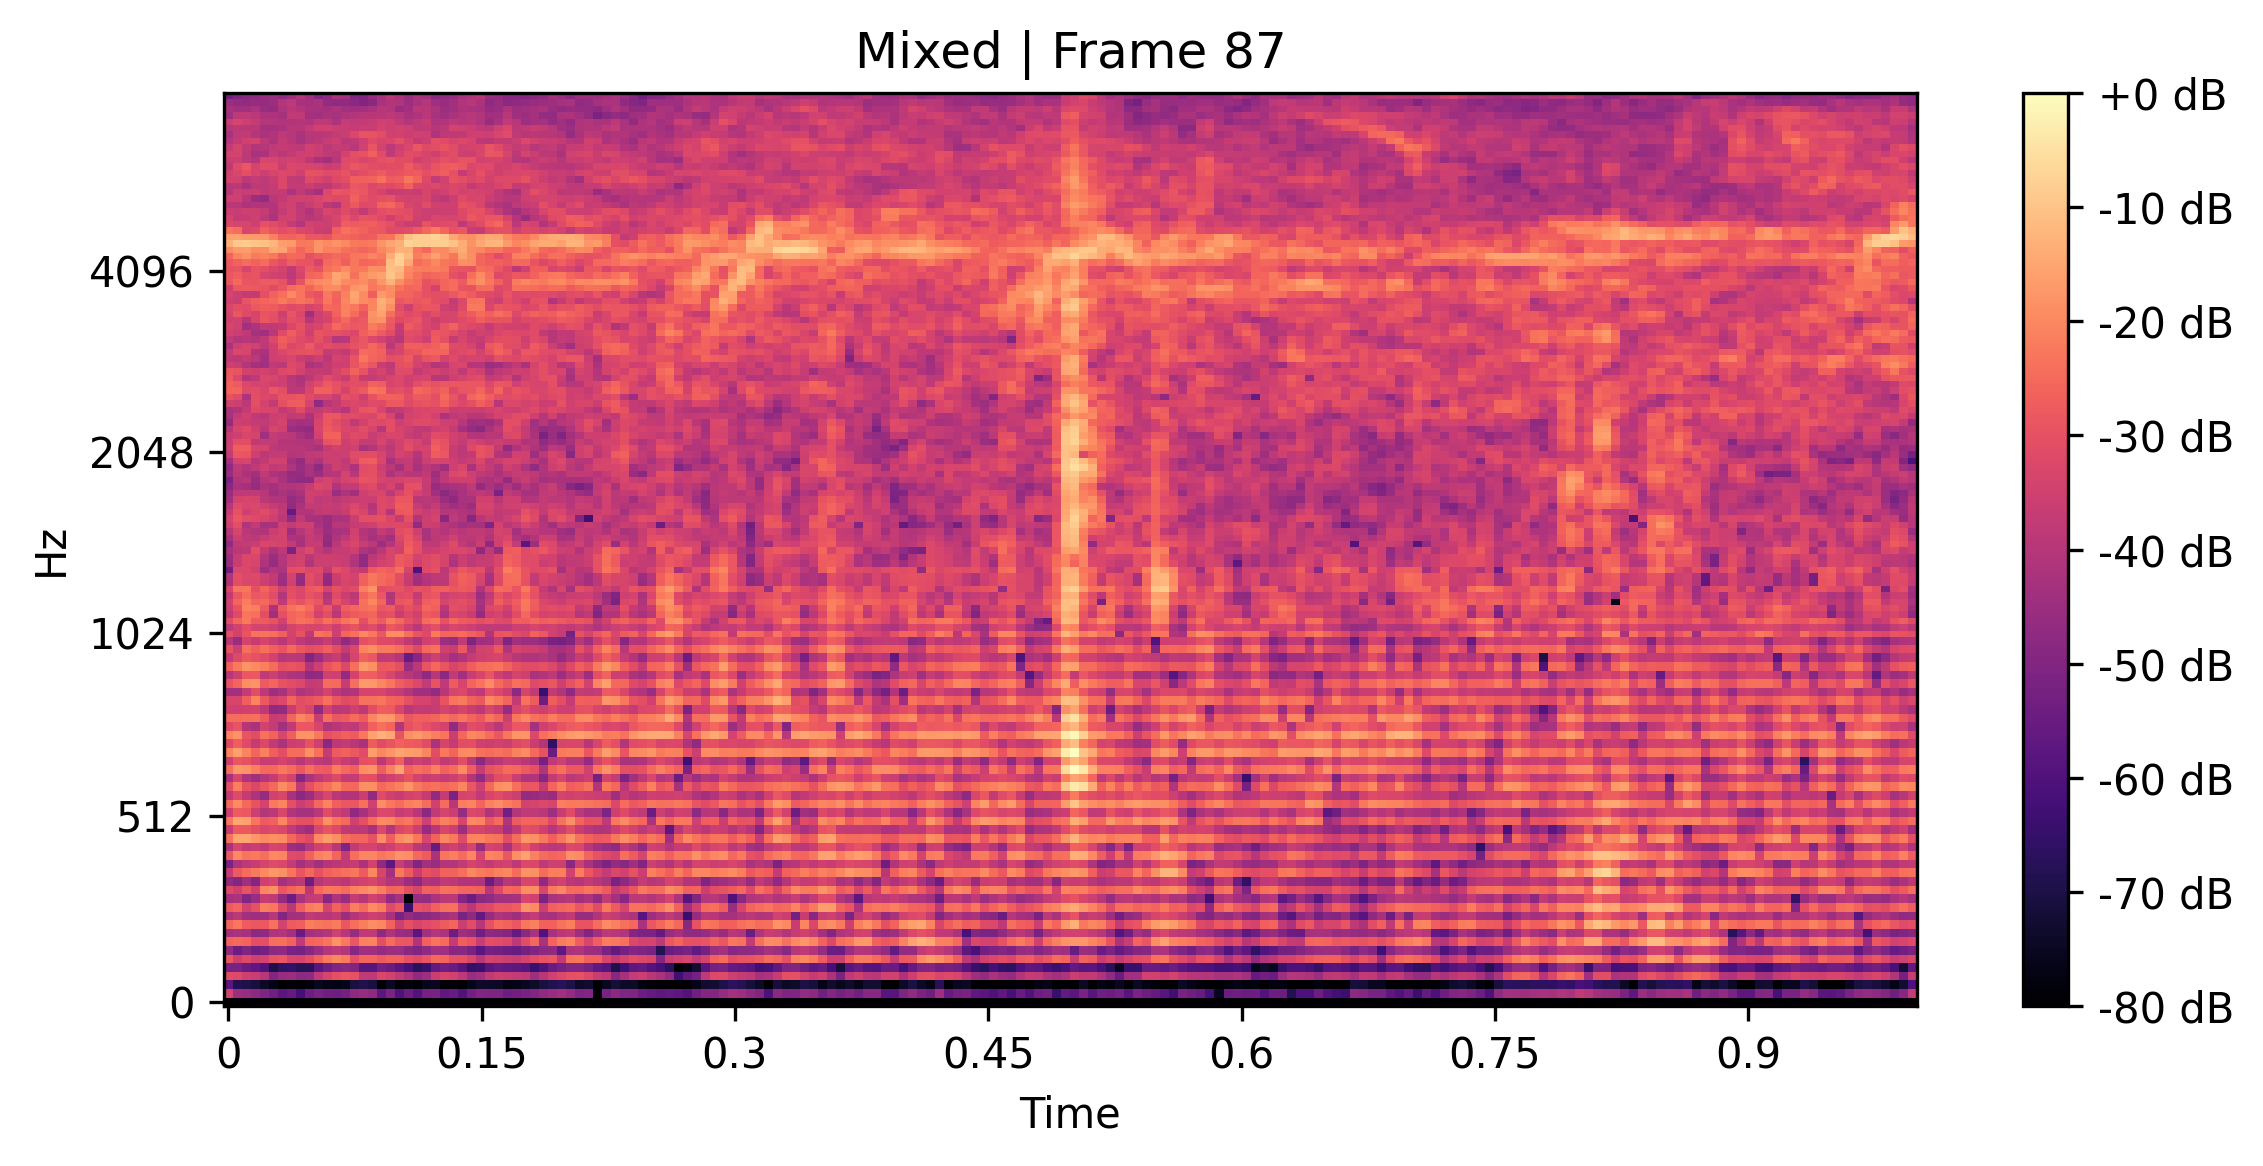 Mixed | Frame 87
Hz
4096
2048
1024
512
0
0 0.15 0.3 0.45 0.6 0.75 0.9
Time
+0 dB
-10 dB
-20 dB
-30 dB
-40 dB
-50 dB
-60 dB
-70 dB
-80 dB